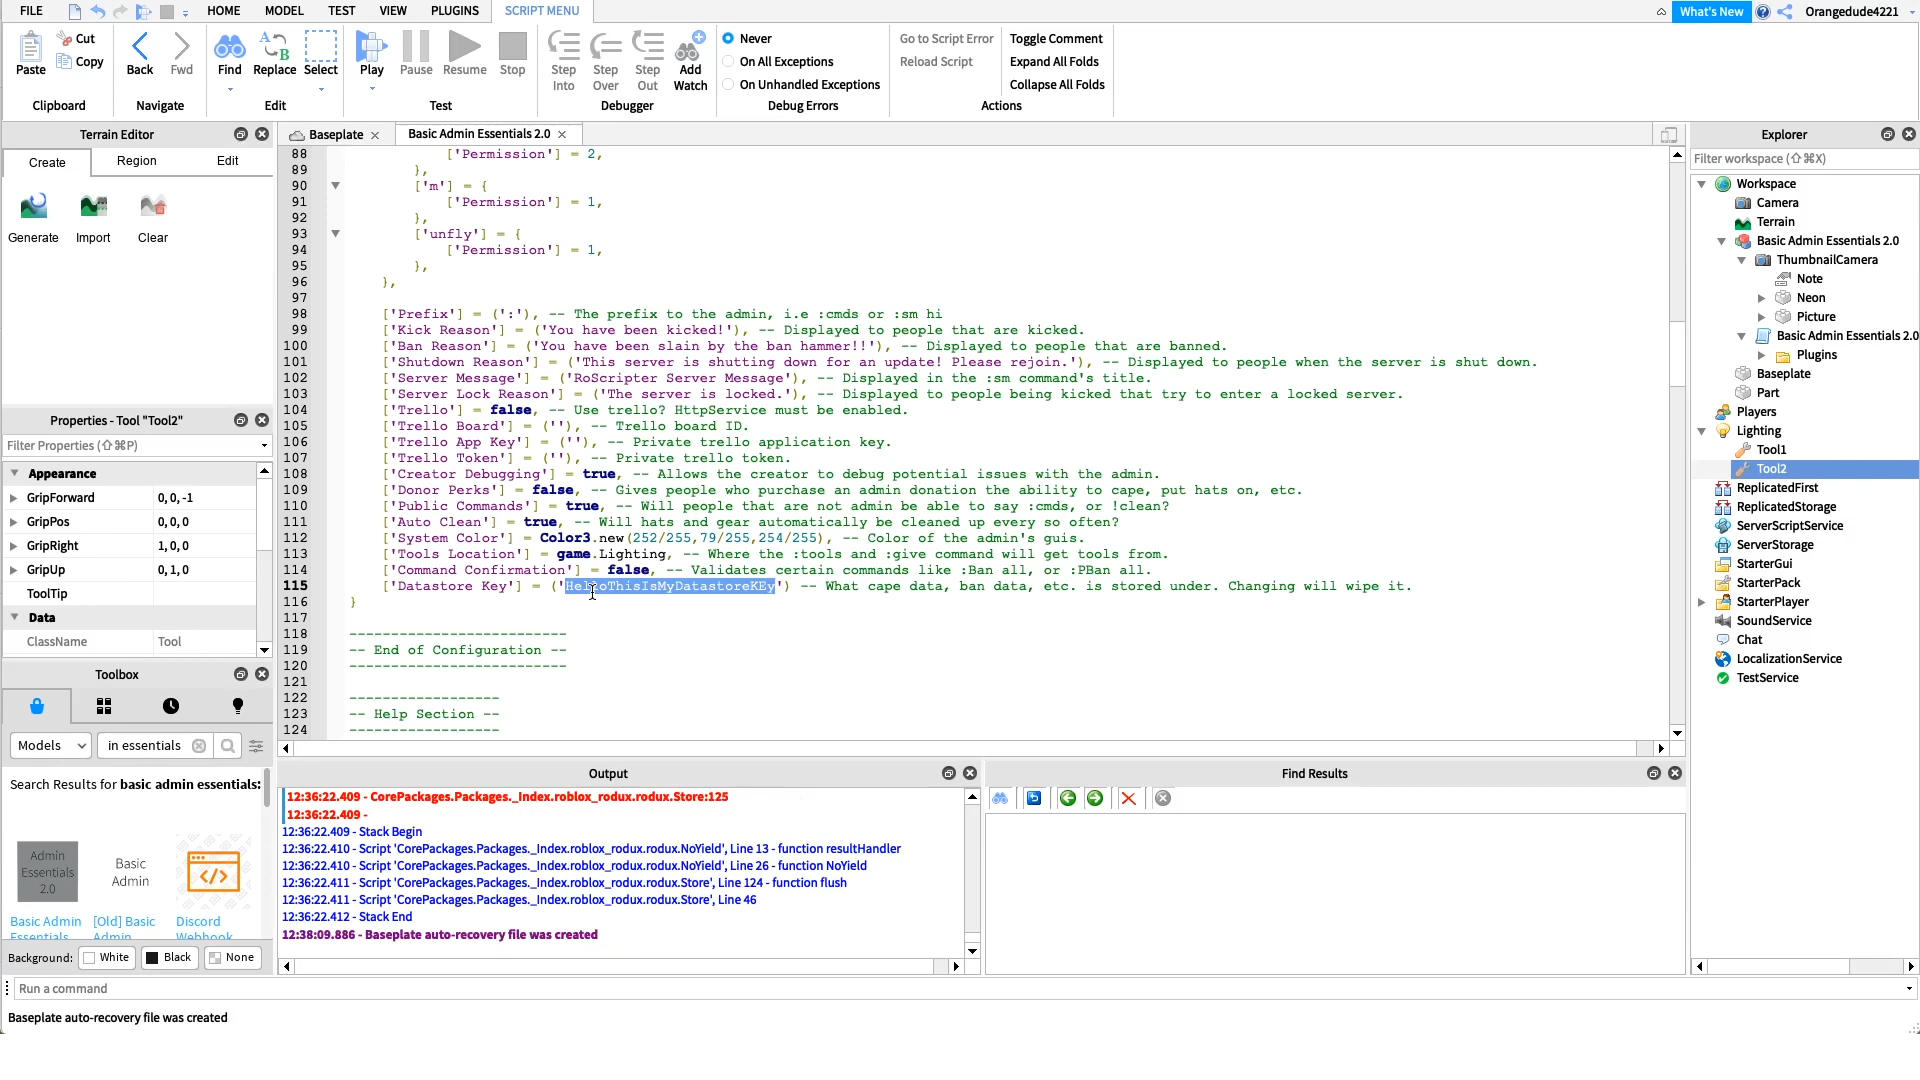 FILE HOME MODEL TEST VIEW PLUGINS SCRIPT MENU What's New Orangedude4221
Paste Cut Copy
Clipboard
Back Fwd
Navigate
Find Replace Select
Edit
Play Pause Resume Stop
Test
Step Into Step Over Step Out Add Watch
Debugger
Never
On All Exceptions
On Unhandled Exceptions
Debug Errors
Go to Script Error
Reload Script
Toggle Comment
Expand All Folds
Collapse All Folds
Actions
Terrain Editor
Create Region Edit
Generate Import Clear
Properties - Tool "Tool2"
Filter Properties (⇧⌘P)
Appearance
GripForward 0, 0, -1
GripPos 0, 0, 0
GripRight 1, 0, 0
GripUp 0, 1, 0
ToolTip
Data
ClassName Tool
Toolbox
Models in essentials
Search Results for basic admin essentials:
Admin Essentials 2.0
Basic Admin
Basic Admin Essentials
[Old] Basic Admin
Discord Webhook
Background: White Black None
Baseplate Basic Admin Essentials 2.0
88 ['Permission'] = 2,
89 },
90 ['m'] = {
91 ['Permission'] = 1,
92 },
93 ['unfly'] = {
94 ['Permission'] = 1,
95 },
96 },
97
98 ['Prefix'] = (':'), -- The prefix to the admin, i.e :cmds or :sm hi
99 ['Kick Reason'] = ('You have been kicked!'), -- Displayed to people that are kicked.
100 ['Ban Reason'] = ('You have been slain by the ban hammer!!'), -- Displayed to people that are banned.
101 ['Shutdown Reason'] = ('This server is shutting down for an update! Please rejoin.'), -- Displayed to people when the server is shut down.
102 ['Server Message'] = ('RoScripter Server Message'), -- Displayed in the :sm command's title.
103 ['Server Lock Reason'] = ('The server is locked.'), -- Displayed to people being kicked that try to enter a locked server.
104 ['Trello'] = false, -- Use trello? HttpService must be enabled.
105 ['Trello Board'] = (''), -- Trello board ID.
106 ['Trello App Key'] = (''), -- Private trello application key.
107 ['Trello Token'] = (''), -- Private trello token.
108 ['Creator Debugging'] = true, -- Allows the creator to debug potential issues with the admin.
109 ['Donor Perks'] = false, -- Gives people who purchase an admin donation the ability to cape, put hats on, etc.
110 ['Public Commands'] = true, -- Will people that are not admin be able to say :cmds, or !clean?
111 ['Auto Clean'] = true, -- Will hats and gear automatically be cleaned up every so often?
112 ['System Color'] = Color3.new(252/255,79/255,254/255), -- Color of the admin's guis.
113 ['Tools Location'] = game.Lighting, -- Where the :tools and :give command will get tools from.
114 ['Command Confirmation'] = false, -- Validates certain commands like :Ban all, or :PBan all.
115 ['Datastore Key'] = ('HelloThisIsMyDatastoreKEy') -- What cape data, ban data, etc. is stored under. Changing will wipe it.
116 }
117
118 --------------------------
119 -- End of Configuration --
120 --------------------------
121
122 ------------------
123 -- Help Section --
124 ------------------
Output
12:36:22.409 - CorePackages.Packages._Index.roblox_rodux.rodux.Store:125
12:36:22.409 -
12:36:22.409 - Stack Begin
12:36:22.410 - Script 'CorePackages.Packages._Index.roblox_rodux.rodux.NoYield', Line 13 - function resultHandler
12:36:22.410 - Script 'CorePackages.Packages._Index.roblox_rodux.rodux.NoYield', Line 26 - function NoYield
12:36:22.411 - Script 'CorePackages.Packages._Index.roblox_rodux.rodux.Store', Line 124 - function flush
12:36:22.411 - Script 'CorePackages.Packages._Index.roblox_rodux.rodux.Store', Line 46
12:36:22.412 - Stack End
12:38:09.886 - Baseplate auto-recovery file was created
Find Results
Explorer
Filter workspace (⇧⌘X)
Workspace
Camera
Terrain
Basic Admin Essentials 2.0
ThumbnailCamera
Note
Neon
Picture
Basic Admin Essentials 2.0
Plugins
Baseplate
Part
Players
Lighting
Tool1
Tool2
ReplicatedFirst
ReplicatedStorage
ServerScriptService
ServerStorage
StarterGui
StarterPack
StarterPlayer
SoundService
Chat
LocalizationService
TestService
Run a command
Baseplate auto-recovery file was created